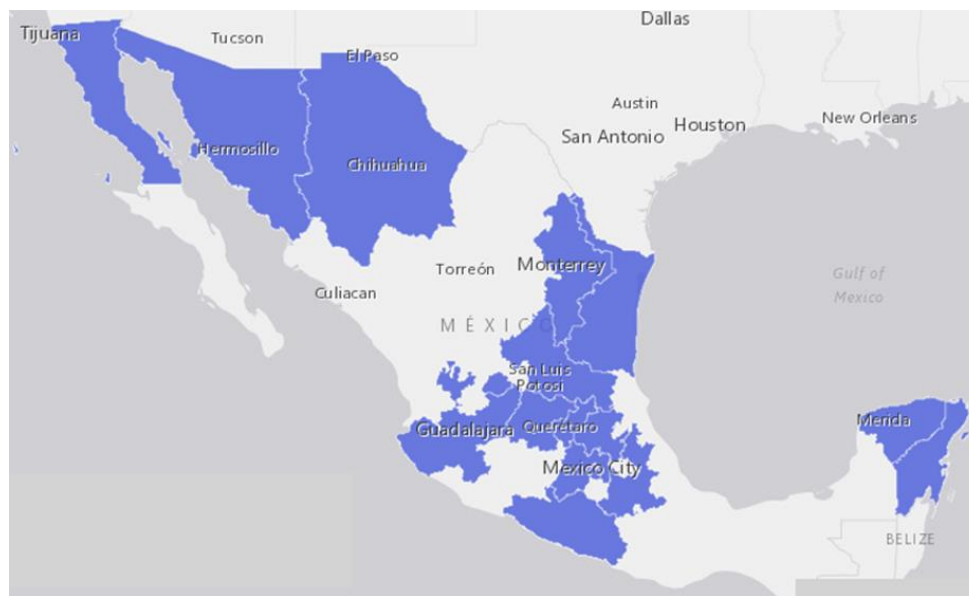 Dallas
Tijuana
Tucson
El Paso
Austin
New Orleans
Houston
San Antonio
Hermosillo
Chihuahua
Torreón
Monterrey
Gulf of
Mexico
Culiacan
MÉXICO
San Luis
Potosi
Merida
Guadalajara
Querétaro
Mexico City
BELIZE